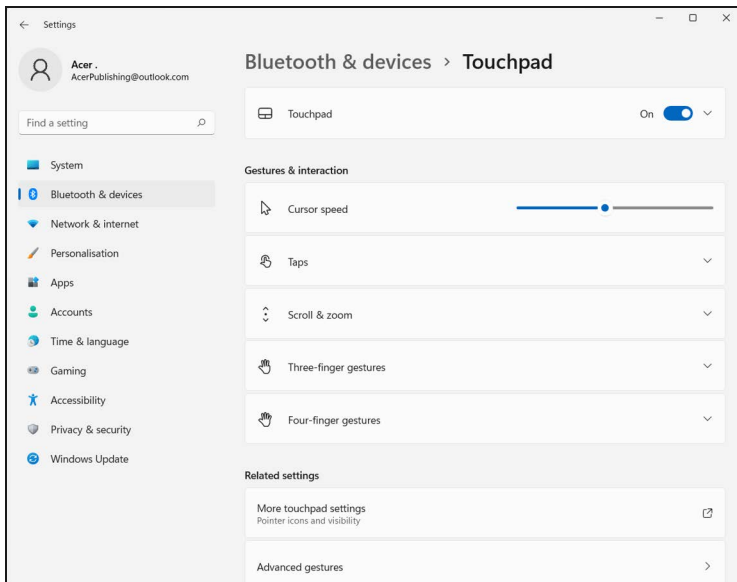 Settings
Acer .
AcerPublishing@outlook.com
Find a setting
System
Bluetooth & devices
Network & internet
Personalisation
Apps
Accounts
Time & language
Gaming
Accessibility
Privacy & security
Windows Update
Bluetooth & devices > Touchpad
Touchpad
On
Gestures & interaction
Cursor speed
Taps
Scroll & zoom
Three-finger gestures
Four-finger gestures
Related settings
More touchpad settings
Pointer icons and visibility
Advanced gestures